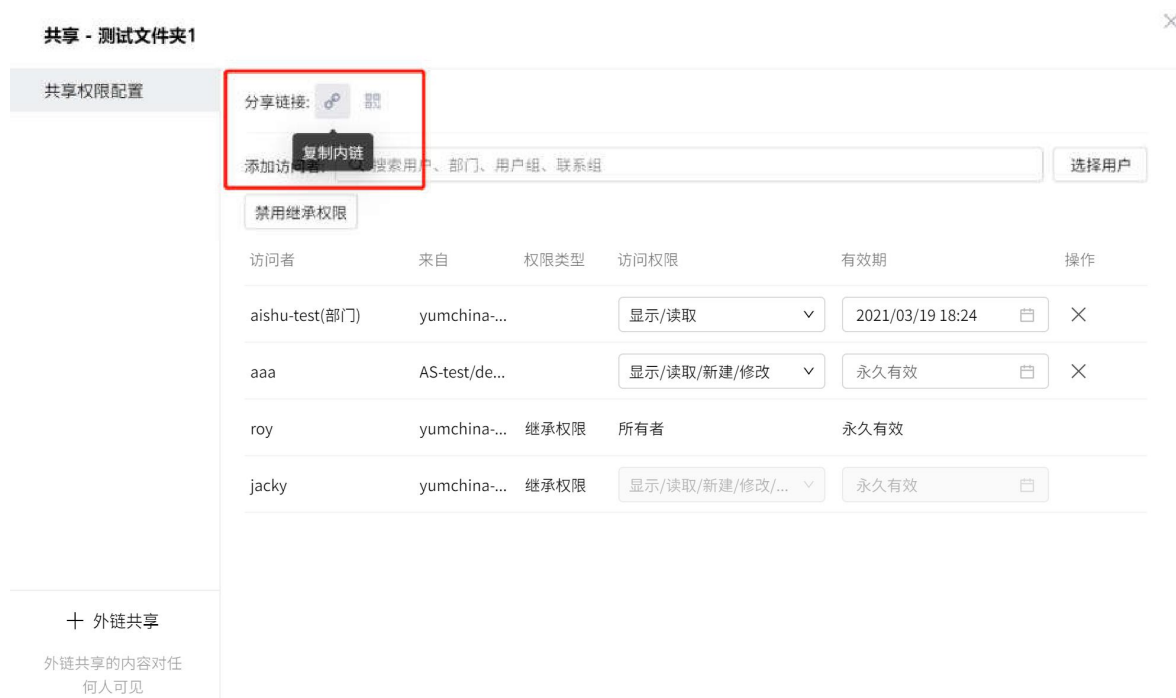 共享 - 测试文件夹1
共享权限配置
分享链接:
复制内链
添加访问者: 搜索用户、部门、用户组、联系组 选择用户
禁用继承权限
访问者 来自 权限类型 访问权限 有效期 操作
aishu-test(部门) yumchina-... 显示/读取 2021/03/19 18:24
aaa AS-test/de... 显示/读取/新建/修改 永久有效
roy yumchina-... 继承权限 所有者 永久有效
jacky yumchina-... 继承权限 显示/读取/新建/修改/... 永久有效
外链共享
外链共享的内容对任
何人可见